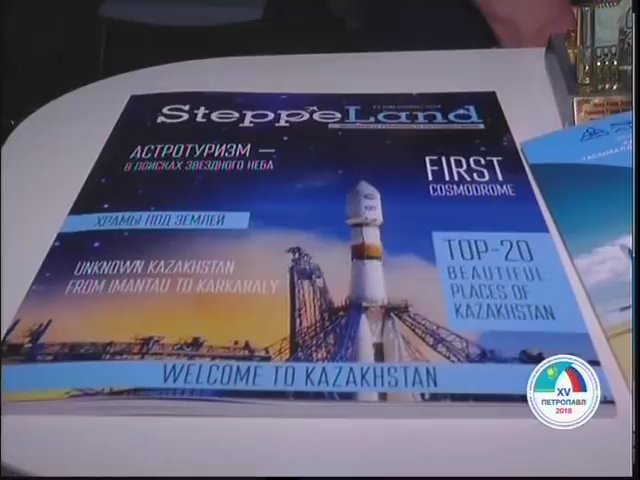 SteppeLand
АСТРОТУРИЗМ —
В ПОИСКАХ ЗВЕЗДНОГО НЕБА
FIRST
COSMODROME
ХРАМЫ ПОД ЗЕМЛЕЙ
TOP-20
BEAUTIFUL
PLACES OF
KAZAKHSTAN
UNKNOWN KAZAKHSTAN
FROM IMANTAU TO KARKARALY
WELCOME TO KAZAKHSTAN
XV
ПЕТРОПАВЛ
2018